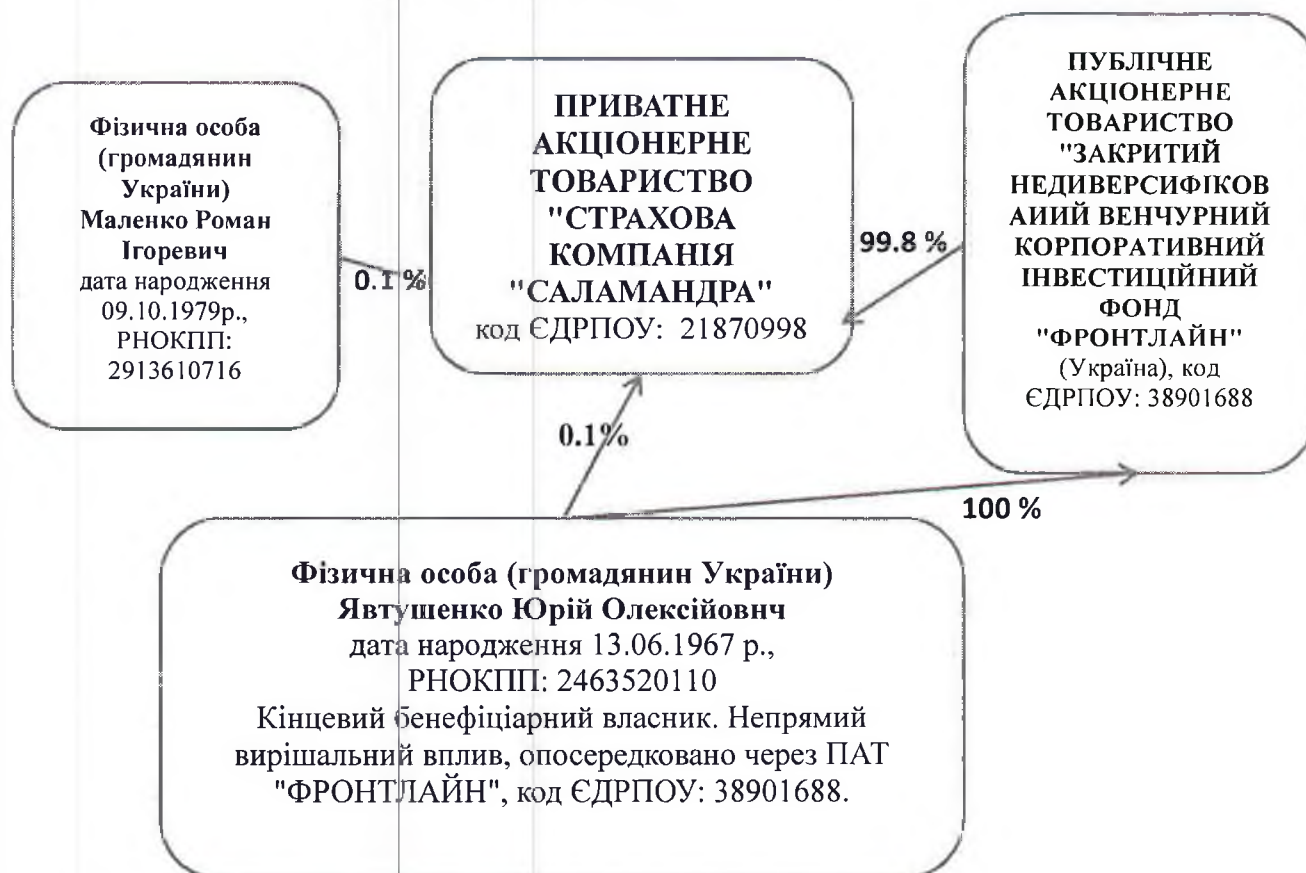 Фізична особа
(громадянин
України)
Маленко Роман
Ігоревич
дата народження
09.10.1979р.,
РНОКПП:
2913610716
0.1 %
ПРИВАТНЕ
АКЦІОНЕРНЕ
ТОВАРИСТВО
"СТРАХОВА
КОМПАНІЯ
"САЛАМАНДРА"
код ЄДРПОУ: 21870998
99.8 %
ПУБЛІЧНЕ
АКЦІОНЕРНЕ
ТОВАРИСТВО
"ЗАКРИТИЙ
НЕДИВЕРСИФІКОВ
АНИЙ ВЕНЧУРНИЙ
КОРПОРАТИВНИЙ
ІНВЕСТИЦІЙНИЙ
ФОНД
"ФРОНТЛАЙН"
(Україна), код
ЄДРПОУ: 38901688
0.1%
100 %
Фізична особа (громадянин України)
Явтушенко Юрій Олексійович
дата народження 13.06.1967 р.,
РНОКПП: 2463520110
Кінцевий бенефіціарний власник. Непрямий
вирішальний вплив, опосередковано через ПАТ
"ФРОНТЛАЙН", код ЄДРПОУ: 38901688.